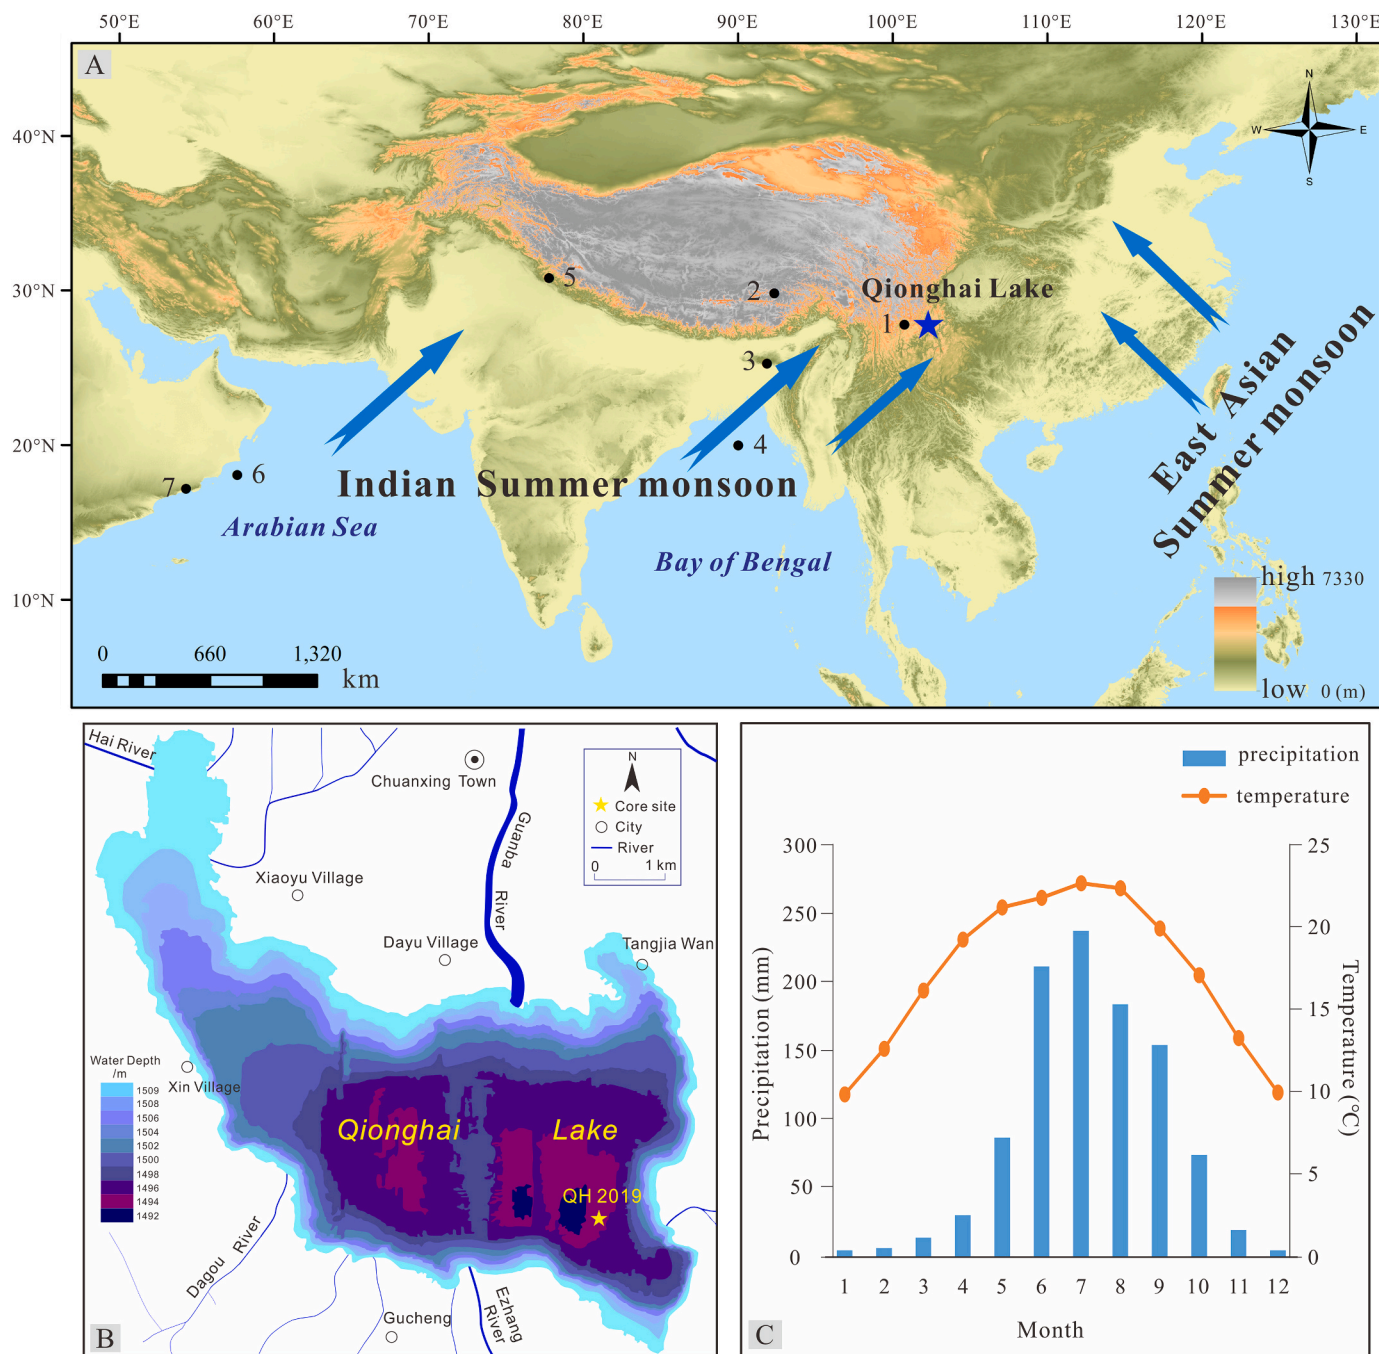 50°E 60°E 70°E 80°E 90°E 100°E 110°E 120°E 130°E
A
N
W E
S
40°N
30°N
20°N
10°N
5
2
Qionghai Lake
1
3
4
6
7
Indian Summer monsoon
East Asian
Summer monsoon
Arabian Sea
Bay of Bengal
high 7330
low 0 (m)
0 660 1,320
km
Hai River
Chuanxing Town
Guanba River
N
Core site
City
River
0 1 km
Xiaoyu Village
Dayu Village
Tangjia Wan
Water Depth
/m
1509
1508
1506
1504
1502
1500
1498
1496
1494
1492
Xin Village
Qionghai Lake
QH 2019
Dagou River
Gucheng
Ezhang
River
B
precipitation
temperature
300
250
200
150
100
50
0
Precipitation (mm)
25
20
15
10
5
0
Temperature (℃)
1 2 3 4 5 6 7 8 9 10 11 12
Month
C